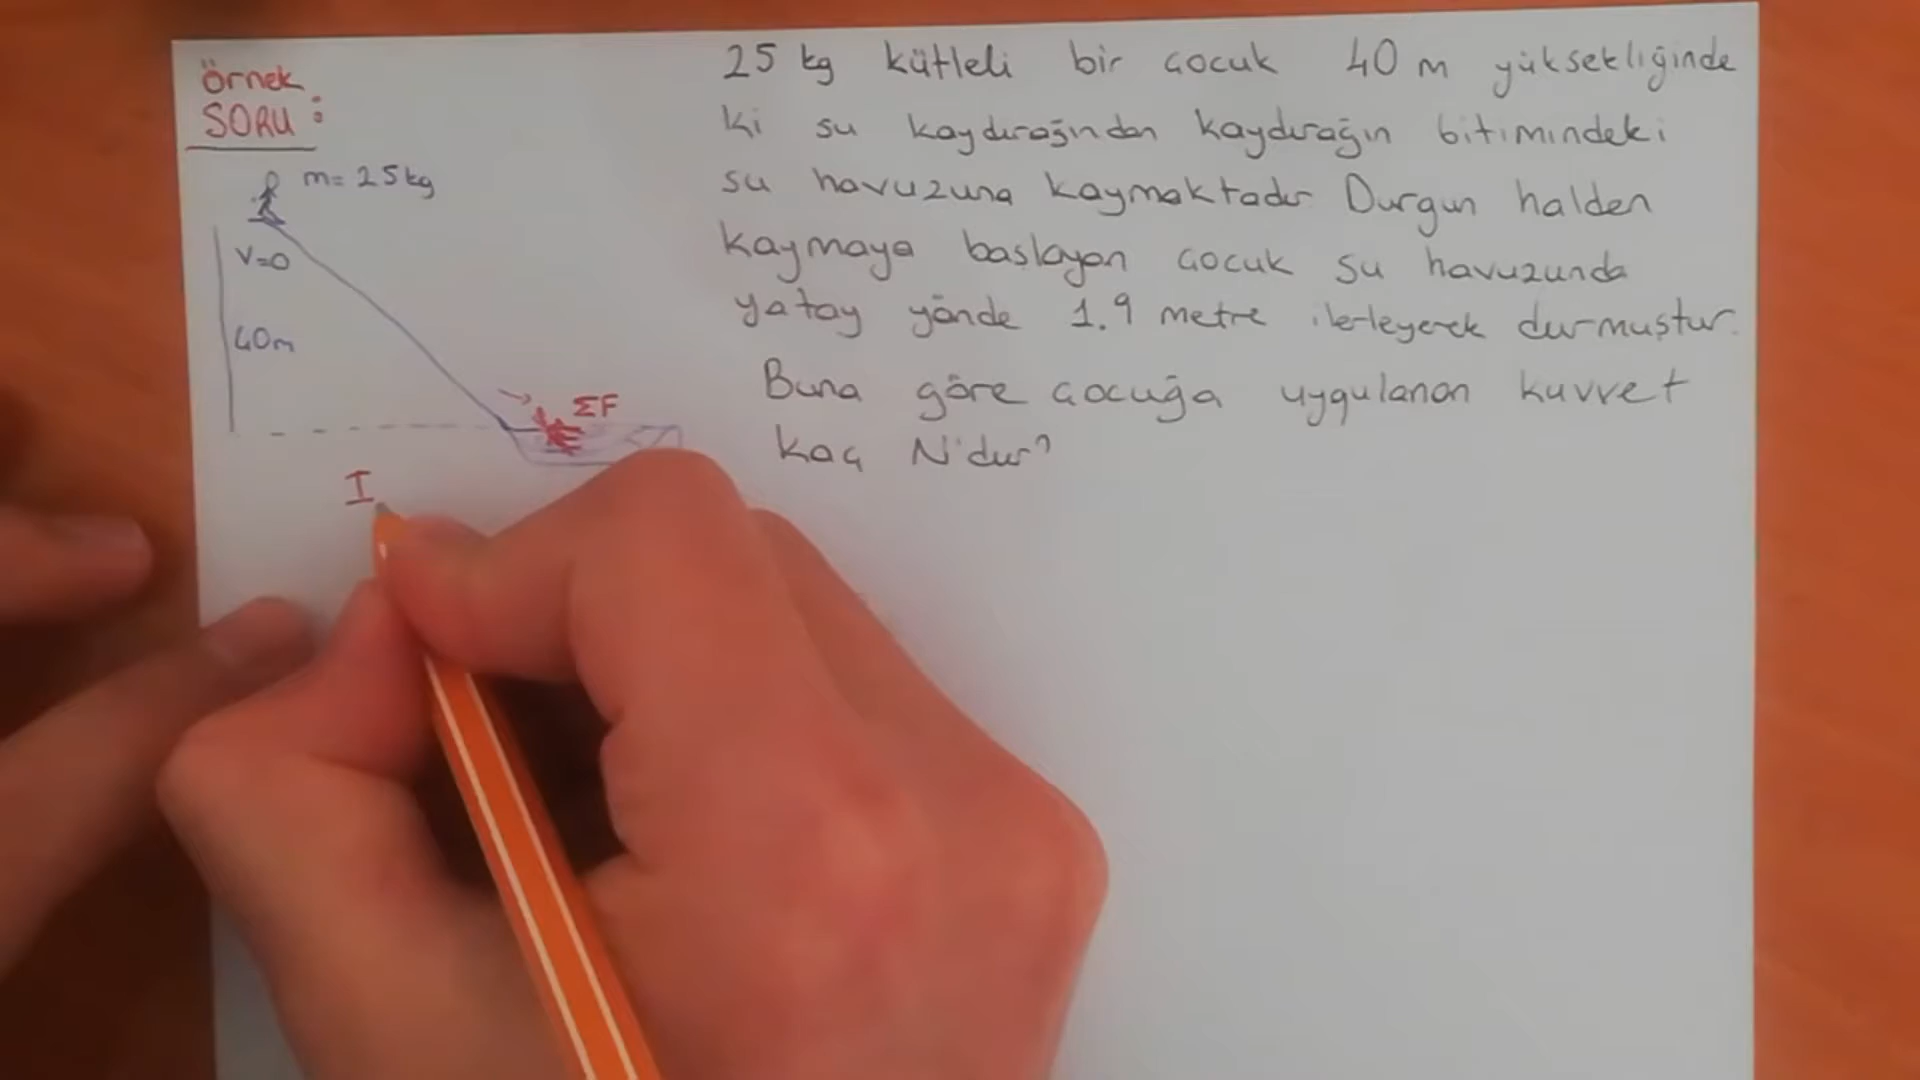 örnek
SORU:
m= 25kg
V=0
40m
ΣF
I
25 kg kütleli bir çocuk 40 m yüksekliğinde
ki su kaydırağından kaydırağın bitimindeki
su havuzuna kaymaktadır Durgun halden
kaymaya başlayan çocuk su havuzunda
yatay yönde 1.9 metre ilerleyerek durmuştur.
Buna göre çocuğa uygulanan kuvvet
kaç N'dur?